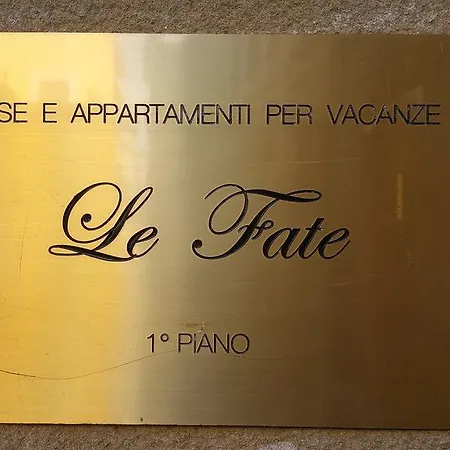 SE E APPARTAMENTI PER VACANZE
Le Fate
1° PIANO